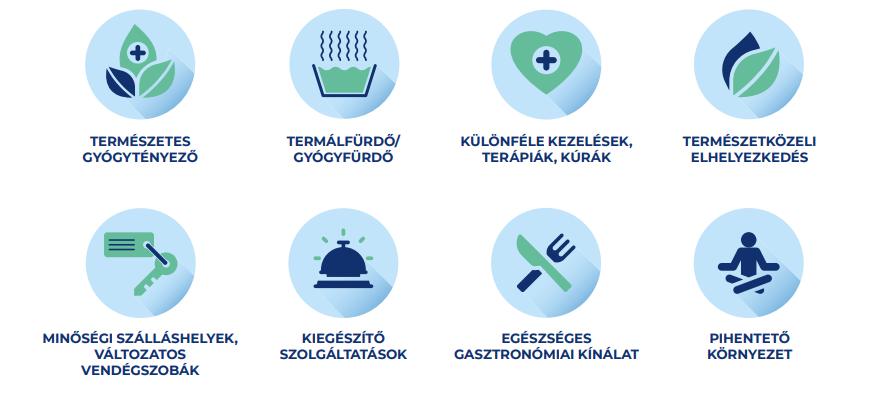 TERMÉSZETES
GYÓGYTÉNYEZŐ
TERMÁLFÜRDŐ/
GYÓGYFÜRDŐ
KÜLÖNFÉLE KEZELÉSEK,
TERÁPIÁK, KÚRÁK
TERMÉSZETKÖZELI
ELHELYEZKEDÉS
MINŐSÉGI SZÁLLÁSHELYEK,
VÁLTOZATOS
VENDÉGSZOBÁK
KIEGÉSZÍTŐ
SZOLGÁLTATÁSOK
EGÉSZSÉGES
GASZTRONÓMIAI KÍNÁLAT
PIHENTETŐ
KÖRNYEZET